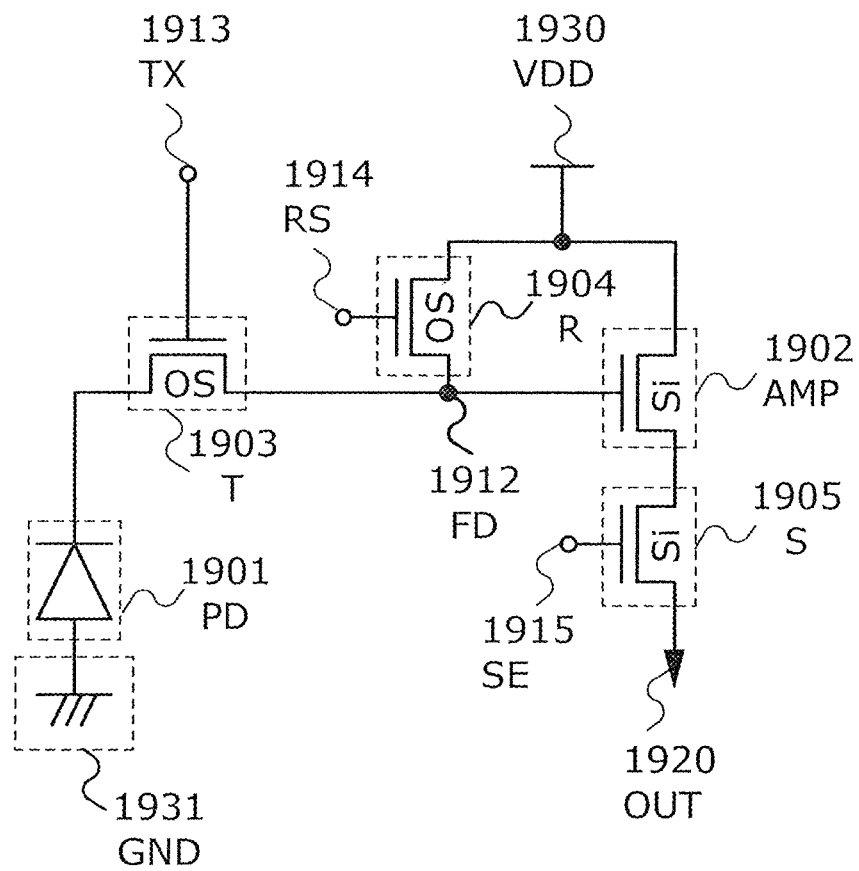 1913
TX
1930
VDD
1914
RS
OS
1904
R
1902
AMP
Si
OS
1903
T
1912
FD
1905
S
Si
1901
PD
1915
SE
1920
OUT
1931
GND